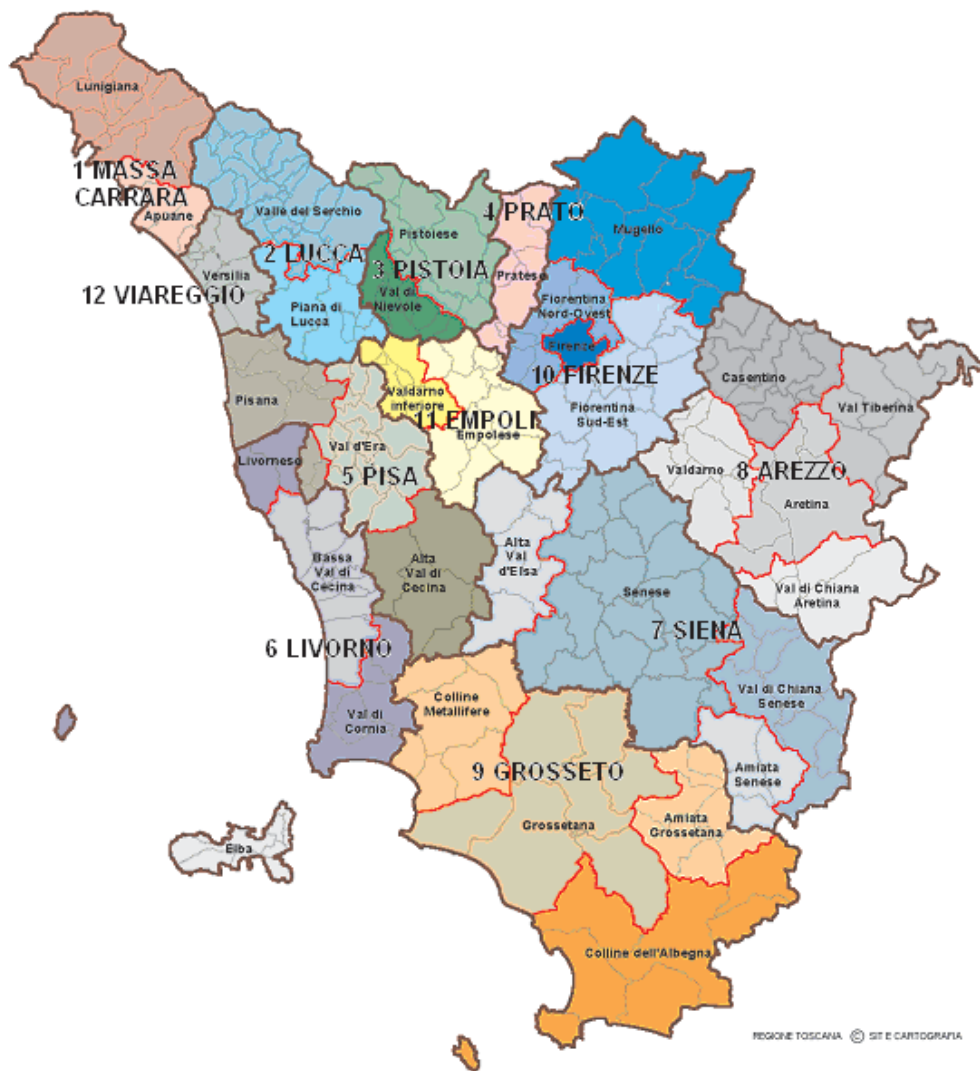 Lunigiana
1 MASSA
CARRARA
Apuane
Valle del Serchio
2 LUCCA
Versilia
12 VIAREGGIO
Piana di
Lucca
Pistoiese
3 PISTOIA
Val di
Nievole
4 PRATO
Pratese
Mugello
Fiorentina
Nord-Ovest
Firenze
10 FIRENZE
Fiorentina
Sud-Est
Casentino
Val Tiberina
Valdarno
8 AREZZO
Aretina
Val di Chiana
Aretina
Pisana
Valdarno
inferiore
11 EMPOLI
Empolese
Livornese
Val d'Era
5 PISA
Bassa
Val di
Cecina
Alta
Val di
Cecina
Alta
Val
d'Elsa
Senese
7 SIENA
6 LIVORNO
Val di
Cornia
Colline
Metallifere
Val di Chiana
Senese
Amiata
Senese
9 GROSSETO
Grossetana
Amiata
Grossetana
Elba
Colline dell'Albegna
REGIONE TOSCANA © SIT E CARTOGRAFIA